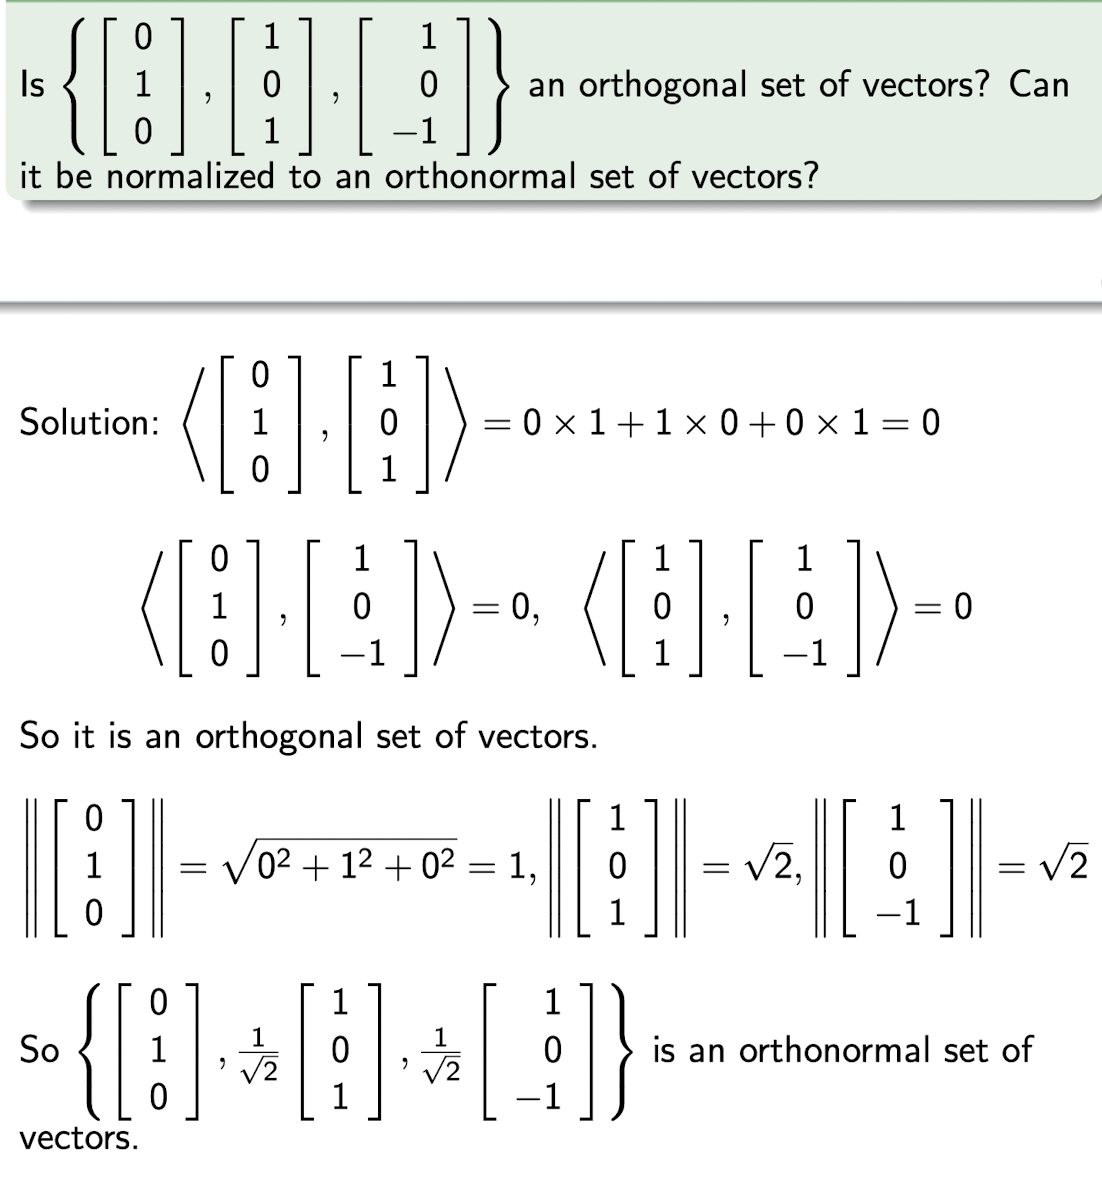 Is { [ 0 1 0 ] , [ 1 0 1 ] , [ 1 0 −1 ] } an orthogonal set of vectors? Can
it be normalized to an orthonormal set of vectors?
Solution: ⟨ [ 0 1 0 ] , [ 1 0 1 ] ⟩ = 0 × 1 + 1 × 0 + 0 × 1 = 0
⟨ [ 0 1 0 ] , [ 1 0 −1 ] ⟩ = 0, ⟨ [ 1 0 1 ] , [ 1 0 −1 ] ⟩ = 0
So it is an orthogonal set of vectors.
‖ [ 0 1 0 ] ‖ = √(0² + 1² + 0²) = 1, ‖ [ 1 0 1 ] ‖ = √2, ‖ [ 1 0 −1 ] ‖ = √2
So { [ 0 1 0 ] , 1/√2 [ 1 0 1 ] , 1/√2 [ 1 0 −1 ] } is an orthonormal set of
vectors.